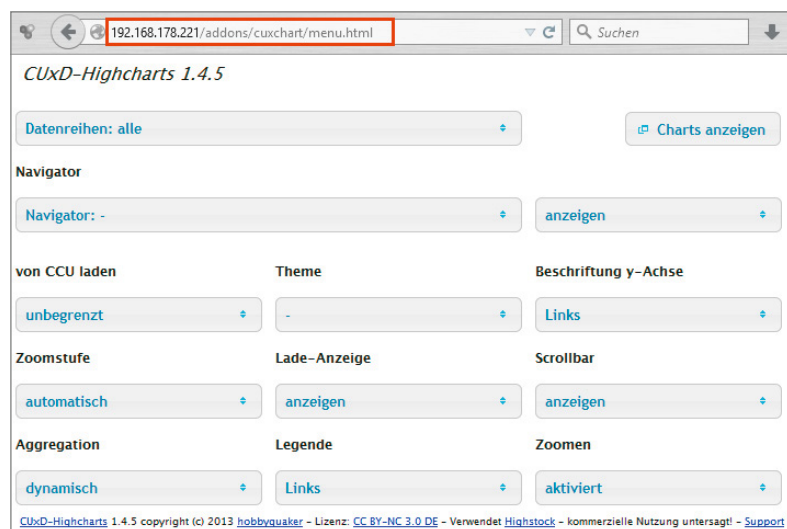 192.168.178.221/addons/cuxchart/menu.html Suchen
CUxD-Highcharts 1.4.5
Datenreihen: alle Charts anzeigen
Navigator
Navigator: - anzeigen
von CCU laden Theme Beschriftung y-Achse
unbegrenzt - Links
Zoomstufe Lade-Anzeige Scrollbar
automatisch anzeigen anzeigen
Aggregation Legende Zoomen
dynamisch Links aktiviert
CUxD-Highcharts 1.4.5 copyright (c) 2013 hobbyquaker - Lizenz: CC BY-NC 3.0 DE - Verwendet Highstock - kommerzielle Nutzung untersagt! - Support